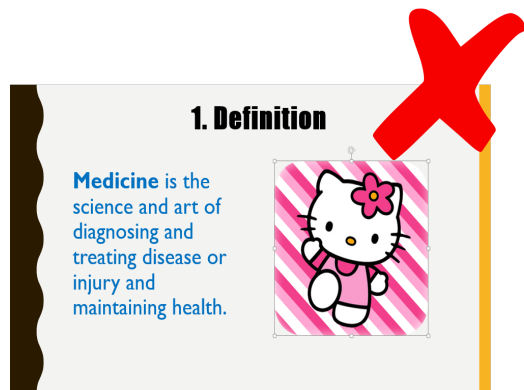 1. Definition
Medicine is the
science and art of
diagnosing and
treating disease or
injury and
maintaining health.